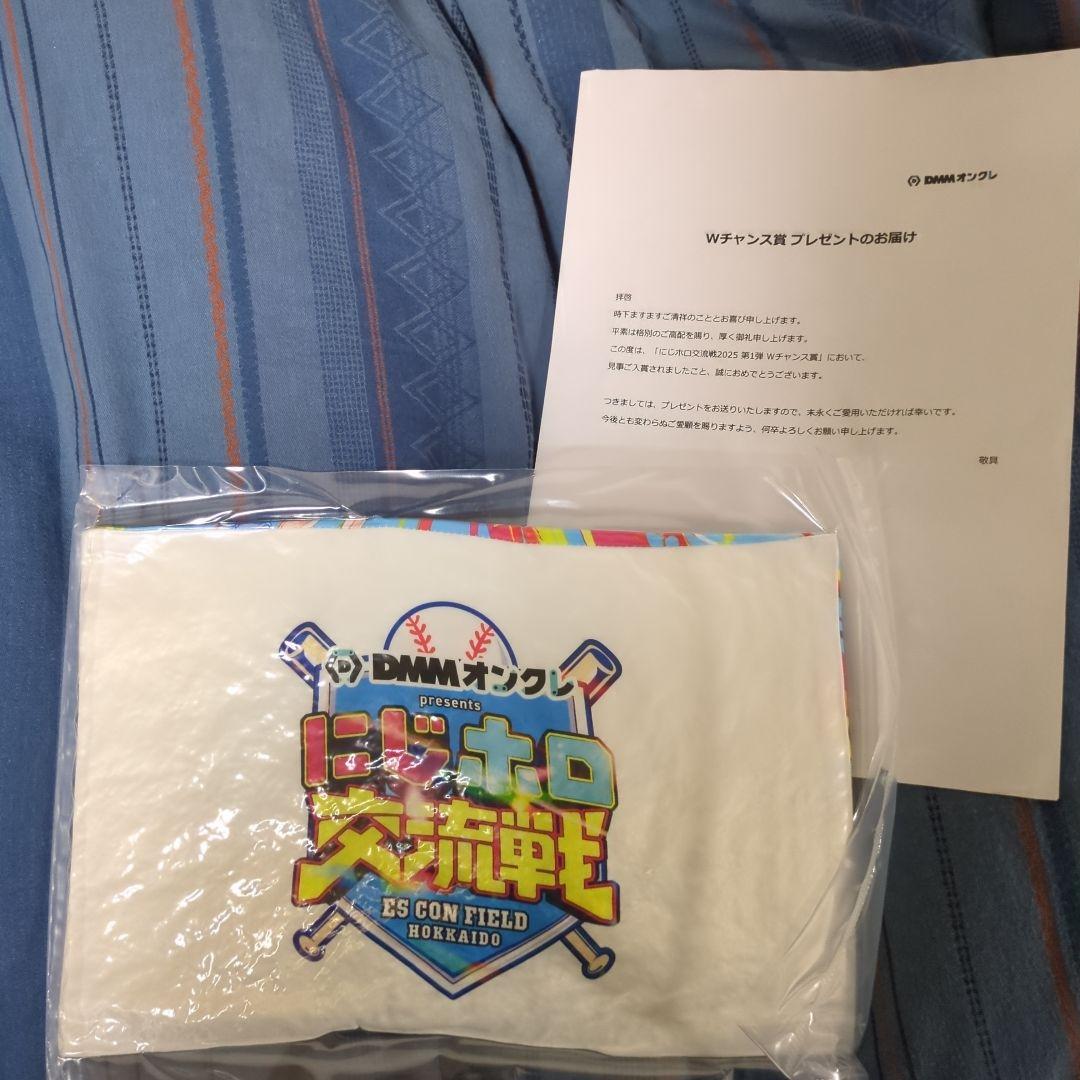 DMMオンクレ
Wチャンス賞 プレゼントのお届け
拝啓
時下ますますご清祥のこととお喜び申し上げます。
平素は格別のご高配を賜り、厚く御礼申し上げます。
この度は、「にじホロ交流戦2025 第1弾 Wチャンス賞」において、
見事ご入賞されましたこと、誠におめでとうございます。
つきましては、プレゼントをお送りいたしますので、末永くご愛用いただければ幸いです。
今後とも変わらぬご愛顧を賜りますよう、何卒よろしくお願い申し上げます。
敬具
DMMオンクレ
presents
にじホロ
交流戦
ES CON FIELD
HOKKAIDO